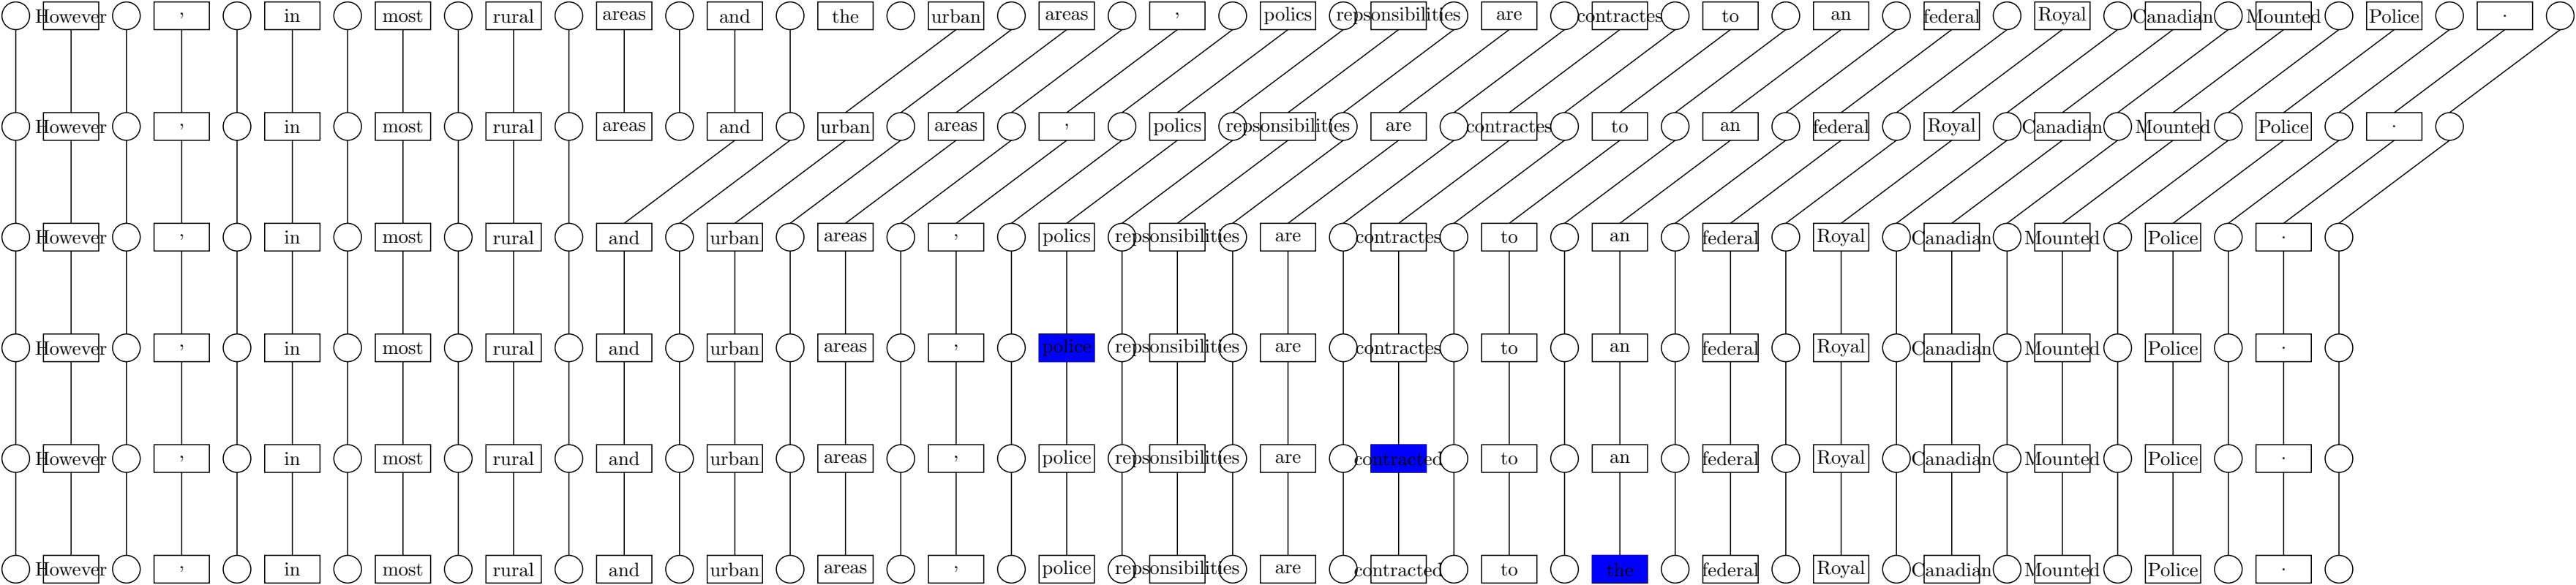 However , in most rural areas and the urban areas , polics repsonsibilities are contractes to an federal Royal Canadian Mounted Police .
However , in most rural areas and urban areas , polics repsonsibilities are contractes to an federal Royal Canadian Mounted Police .
However , in most rural and urban areas , polics repsonsibilities are contractes to an federal Royal Canadian Mounted Police .
However , in most rural and urban areas , police repsonsibilities are contractes to an federal Royal Canadian Mounted Police .
However , in most rural and urban areas , police repsonsibilities are contracted to an federal Royal Canadian Mounted Police .
However , in most rural and urban areas , police repsonsibilities are contracted to the federal Royal Canadian Mounted Police .